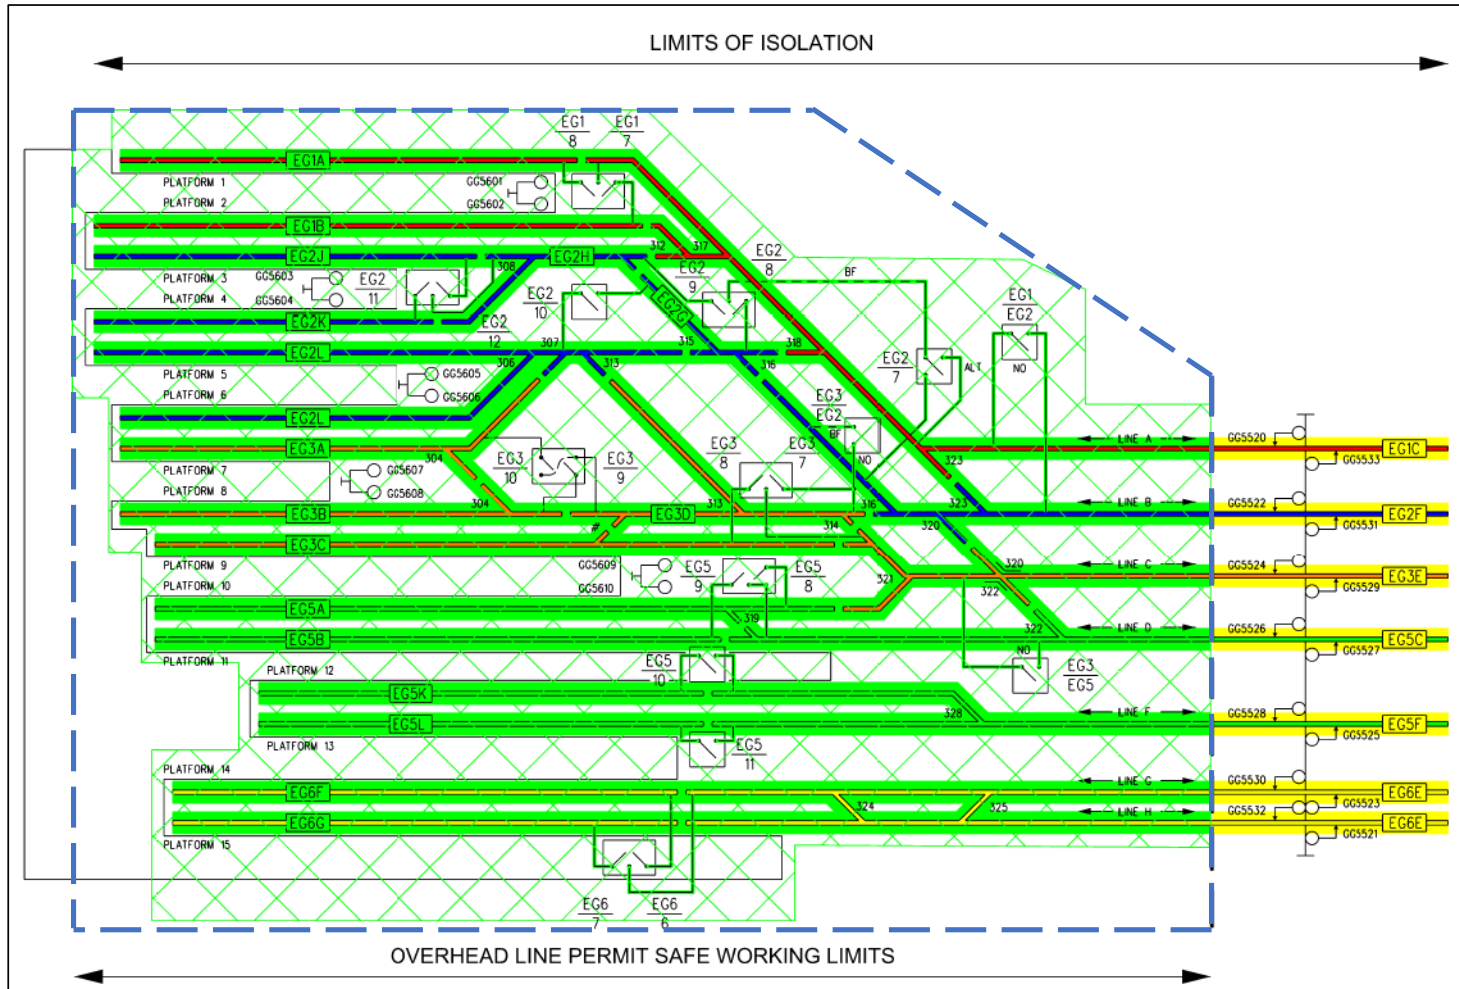 LIMITS OF ISOLATION
EG1
8
EG1
7
EG1A
PLATFORM 1
PLATFORM 2
GG5601
GG5602
EG1B
EG2J
EG2H
312
317
EG2
8
BF
308
PLATFORM 3
PLATFORM 4
GG5603
GG5604
EG2
11
EG2
10
EG2
9
EG2G
EG1
EG2
NO
EG2K
EG2
12
EG2L
307
315
318
306
313
316
EG2
7
ALT
PLATFORM 5
PLATFORM 6
GG5605
GG5606
EG2L
EG3
EG2
BF
NO
EG3A
304
EG3
10
EG3
9
EG3
8
EG3
7
LINE A
GG5520
GG5533
EG1C
PLATFORM 7
PLATFORM 8
GG5607
GG5608
323
304
EG3B
EG3D
313
316
323
LINE B
GG5522
GG5531
EG2F
#
314
320
EG3C
PLATFORM 9
PLATFORM 10
GG5609
GG5610
EG5
9
EG5
8
321
320
322
LINE C
GG5524
GG5529
EG3E
EG5A
319
EG5B
322
LINE D
GG5526
GG5527
EG5C
PLATFORM 11
PLATFORM 12
EG5
10
NO
EG3
EG5
EG5K
328
LINE F
GG5528
GG5525
EG5F
EG5L
PLATFORM 13
EG5
11
PLATFORM 14
EG6F
324
325
LINE G
GG5530
GG5523
EG6E
EG6G
LINE H
GG5532
GG5521
EG6E
PLATFORM 15
EG6
7
EG6
6
OVERHEAD LINE PERMIT SAFE WORKING LIMITS